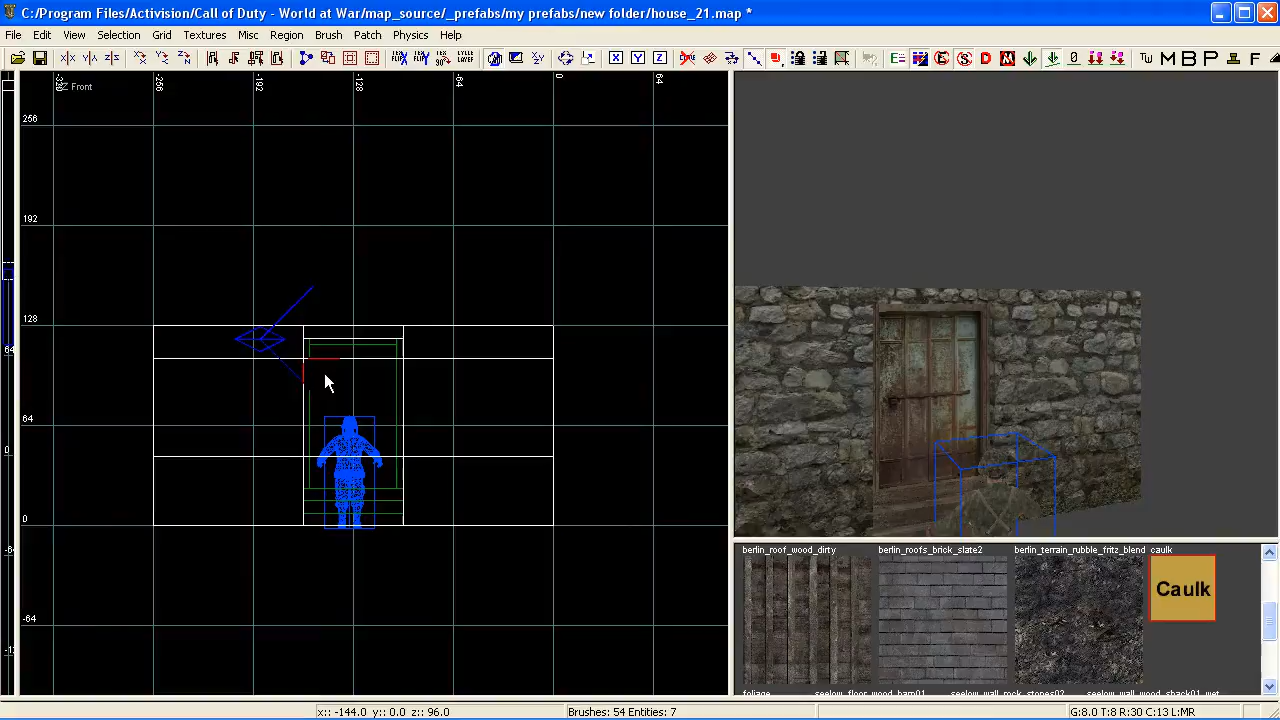 C:/Program Files/Activision/Call of Duty - World at War/map_source/_prefabs/my prefabs/new folder/house_21.map *
File Edit View Selection Grid Textures Misc Region Brush Patch Physics Help
-256 -192 -128 -64 0 64
Front
256
192
128
64
64
0
0
-64
berlin_roof_wood_dirty berlin_roofs_brick_slate2 berlin_terrain_rubble_fritz_blend caulk
Caulk
foliage
x:: -144.0 y:: 0.0 z:: 96.0 Brushes: 54 Entities: 7 G:8.0 T:8 R:30 C:13 L:MR